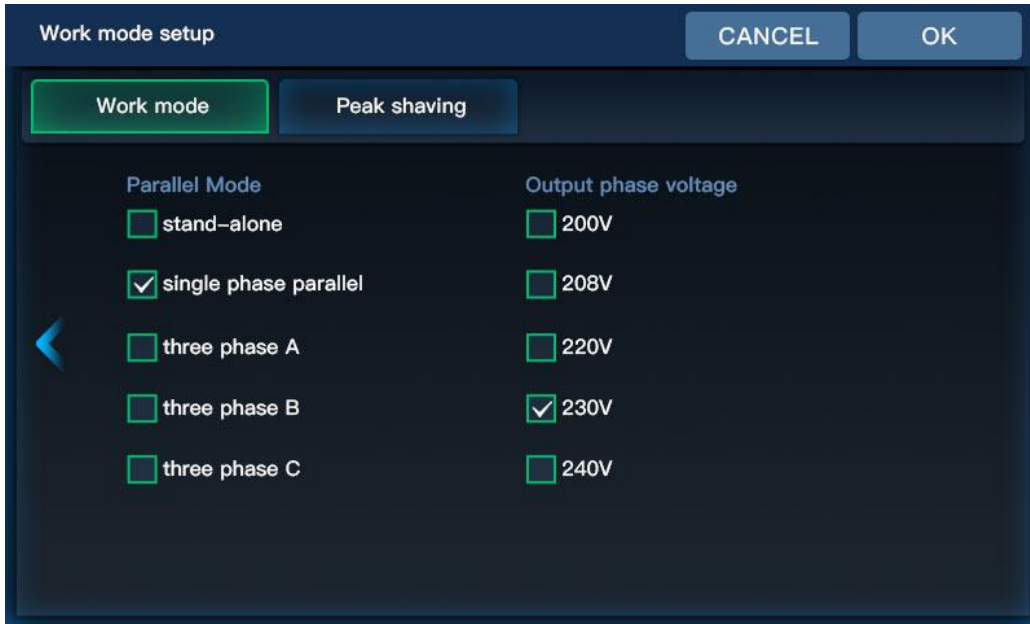 Work mode setup
CANCEL
OK
Work mode
Peak shaving
Parallel Mode
Output phase voltage
stand-alone
200V
single phase parallel
208V
three phase A
220V
three phase B
230V
three phase C
240V